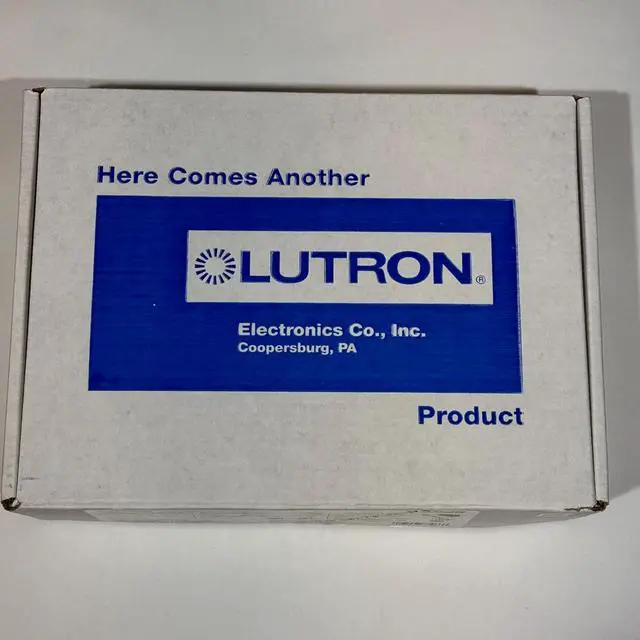 Here Comes Another
LUTRON®
Electronics Co., Inc.
Coopersburg, PA
Product